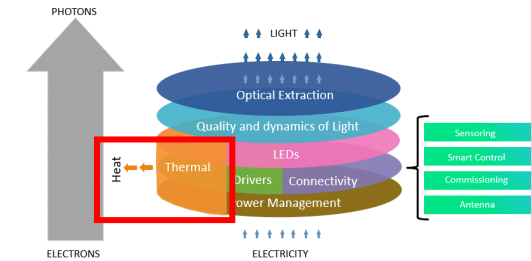 PHOTONS
LIGHT
Optical Extraction
Quality and dynamics of Light
LEDs
Heat
Thermal
Drivers
Connectivity
Power Management
Sensoring
Smart Control
Commissioning
Antenna
ELECTRONS
ELECTRICITY